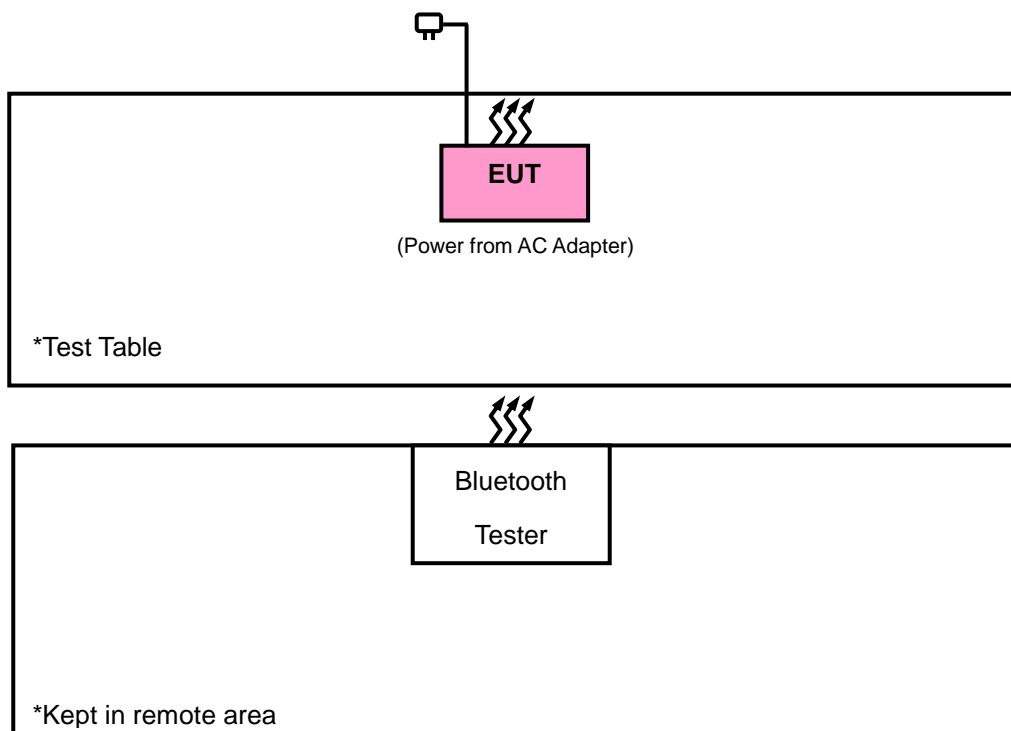 EUT
(Power from AC Adapter)
*Test Table
Bluetooth
Tester
*Kept in remote area